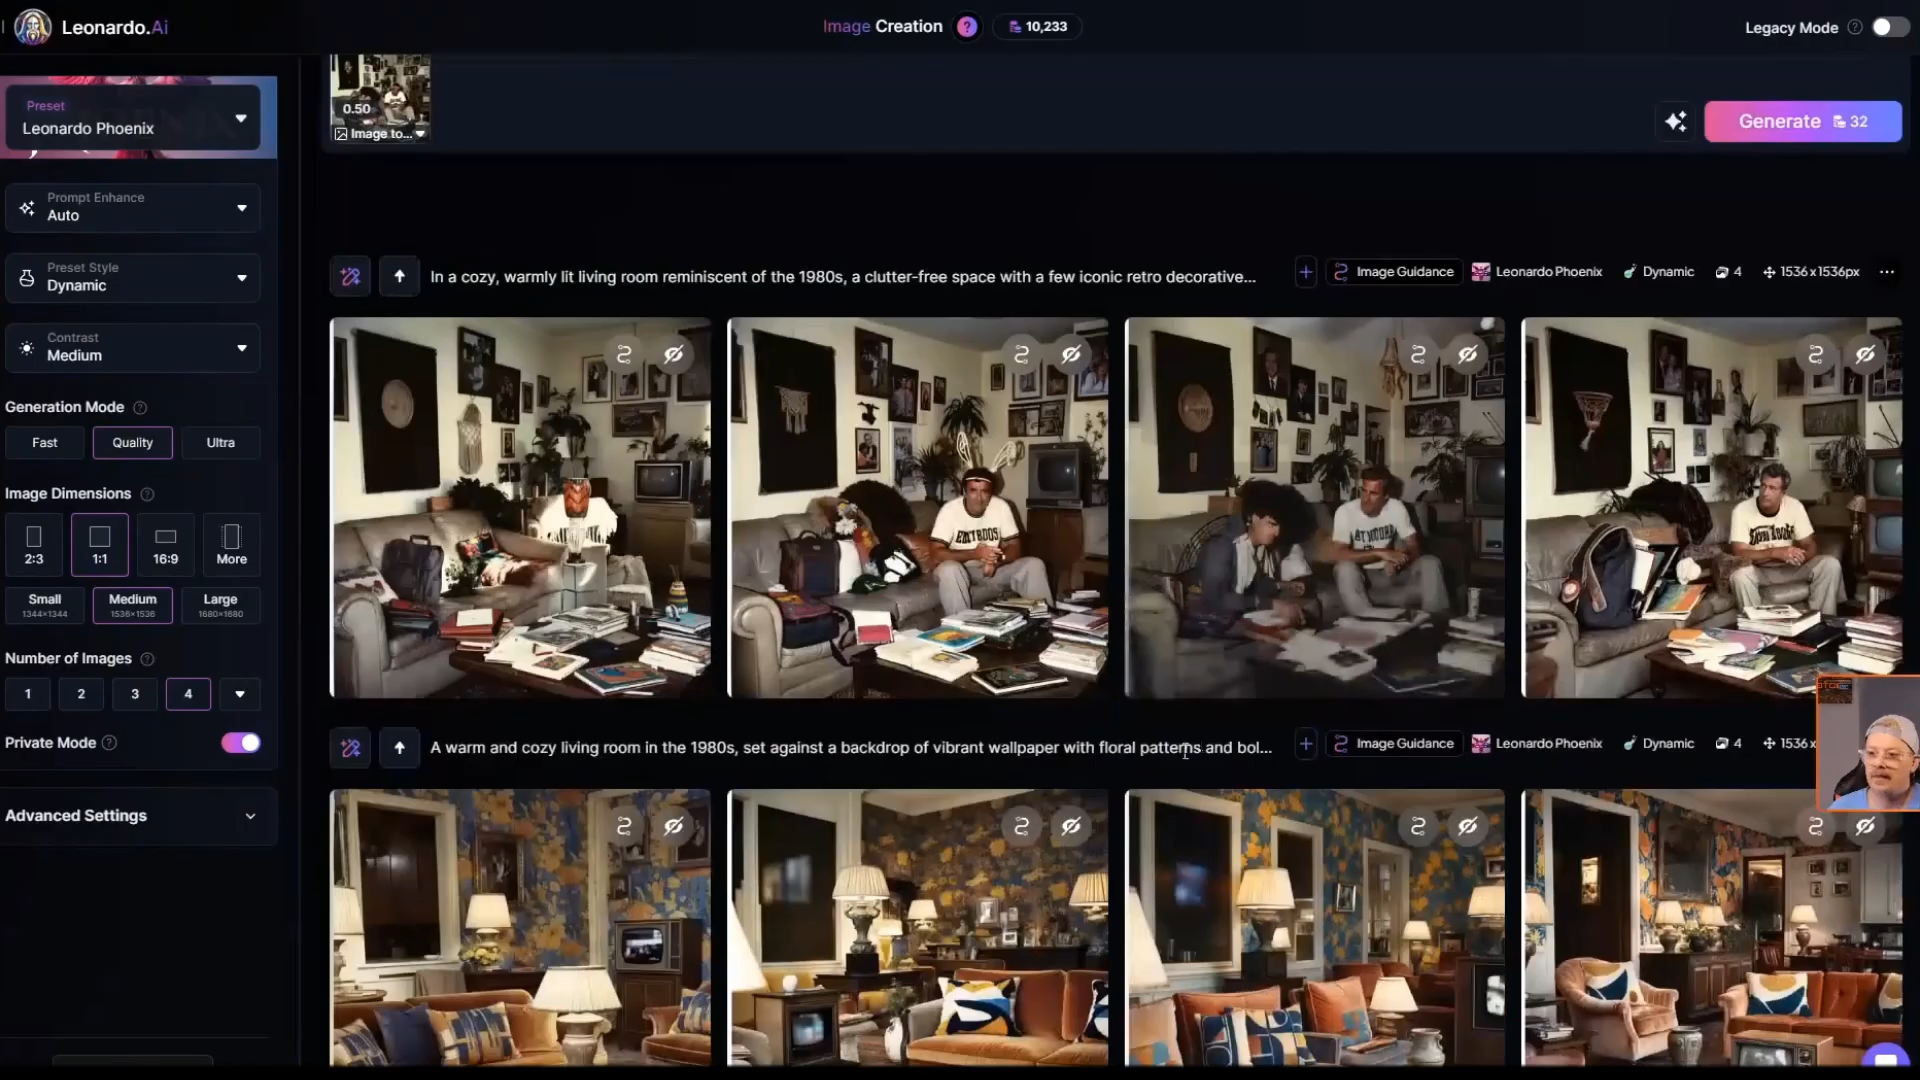 Leonardo.Ai
Image Creation
?
10,233
Legacy Mode
?
Preset
Leonardo Phoenix
0.50
Image to...
Generate
32
Prompt Enhance
Auto
Preset Style
Dynamic
Contrast
Medium
Generation Mode
?
Fast
Quality
Ultra
Image Dimensions
?
2:3
1:1
16:9
More
Small
1344×1344
Medium
1536×1536
Large
1680×1680
Number of Images
?
1
2
3
4
Private Mode
?
Advanced Settings
In a cozy, warmly lit living room reminiscent of the 1980s, a clutter-free space with a few iconic retro decorative...
Image Guidance
Leonardo Phoenix
Dynamic
4
1536x1536px
A warm and cozy living room in the 1980s, set against a backdrop of vibrant wallpaper with floral patterns and bol...
Image Guidance
Leonardo Phoenix
Dynamic
4
1536x